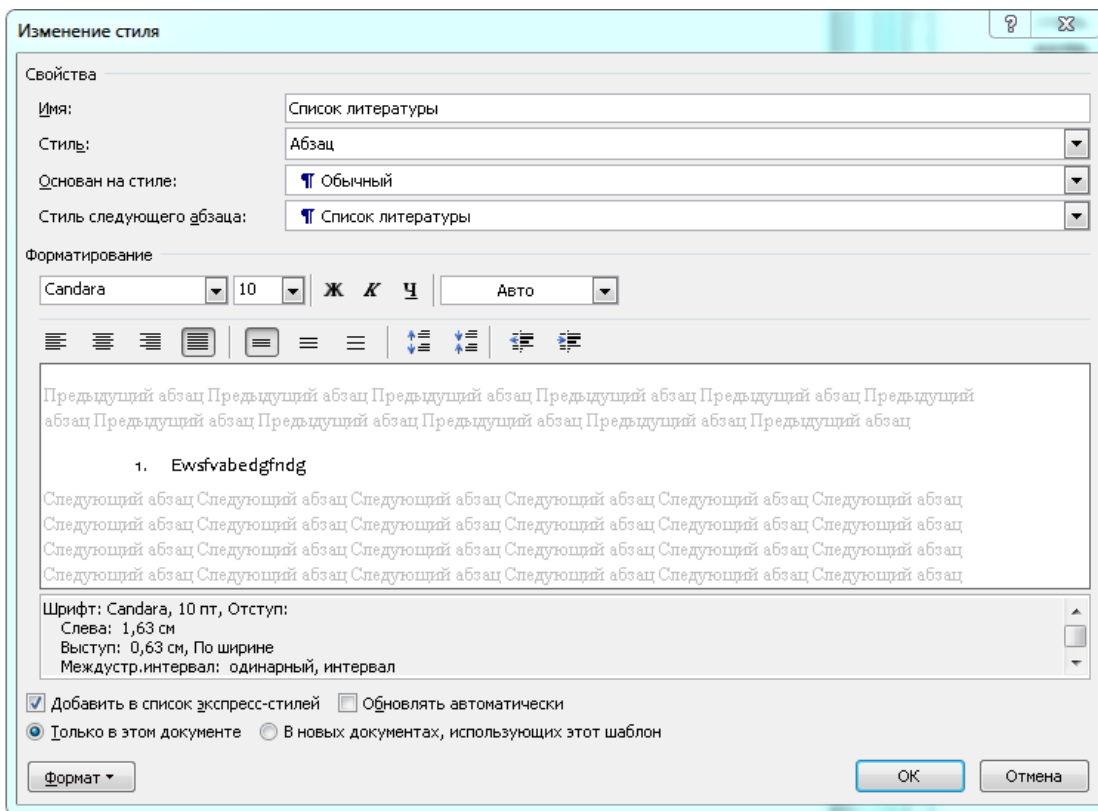 Изменение стиля
Свойства
Имя: Список литературы
Стиль: Абзац
Основан на стиле: ¶ Обычный
Стиль следующего абзаца: ¶ Список литературы
Форматирование
Candara 10 Ж К Ч Авто
Предыдущий абзац Предыдущий абзац Предыдущий абзац Предыдущий абзац Предыдущий абзац Предыдущий
абзац Предыдущий абзац Предыдущий абзац Предыдущий абзац Предыдущий абзац Предыдущий абзац
1. Ewsfvabedgfndg
Следующий абзац Следующий абзац Следующий абзац Следующий абзац Следующий абзац Следующий абзац
Следующий абзац Следующий абзац Следующий абзац Следующий абзац Следующий абзац Следующий абзац
Следующий абзац Следующий абзац Следующий абзац Следующий абзац Следующий абзац Следующий абзац
Следующий абзац Следующий абзац Следующий абзац Следующий абзац Следующий абзац Следующий абзац
Шрифт: Candara, 10 пт, Отступ:
Слева: 1,63 см
Выступ: 0,63 см, По ширине
Междустр.интервал: одинарный, интервал
Добавить в список экспресс-стилей Обновлять автоматически
Только в этом документе В новых документах, использующих этот шаблон
Формат ОК Отмена